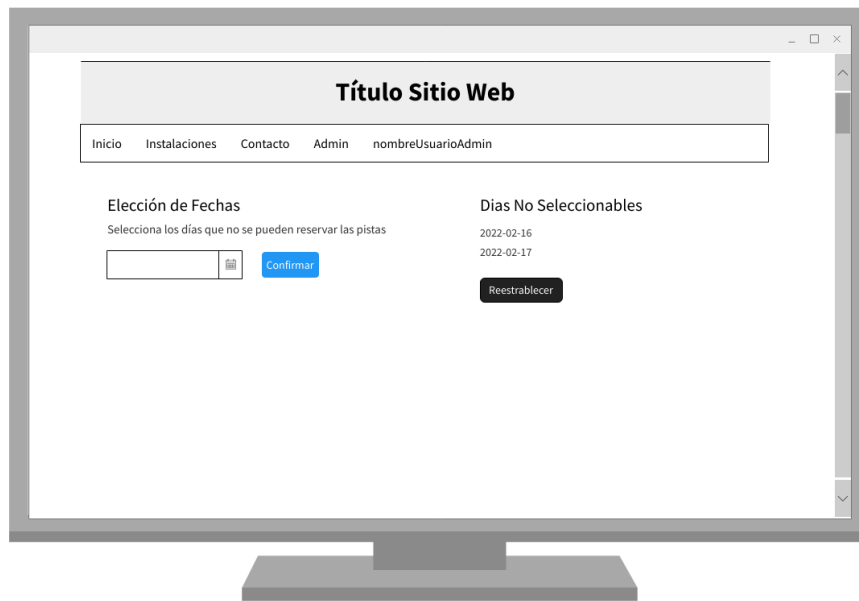 Título Sitio Web
Inicio Instalaciones Contacto Admin nombreUsuarioAdmin
Elección de Fechas
Selecciona los días que no se pueden reservar las pistas
Confirmar
Dias No Seleccionables
2022-02-16
2022-02-17
Reestrablecer